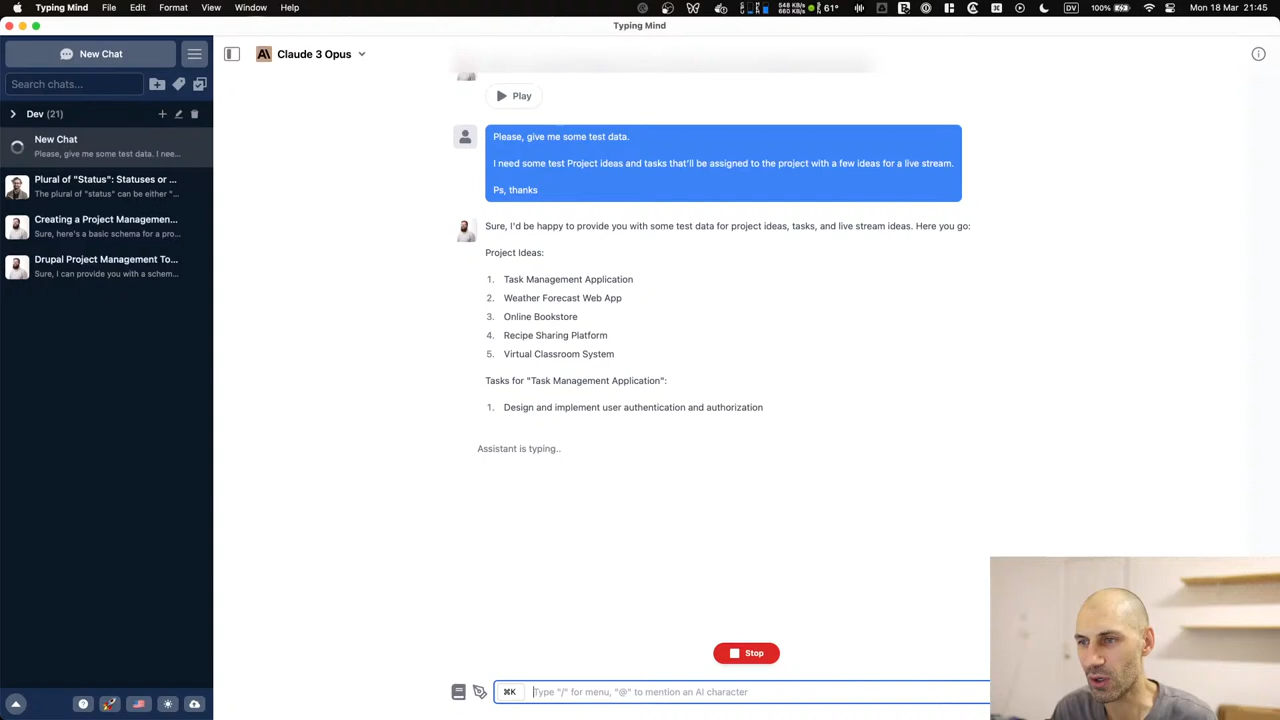 Window
Help
548 KB/s
660 KB/s
61°
DV
100%
Mon 18 Mar 21:45
Typing Mind
New Chat
Search chats...
Dev (21)
New Chat
Please, give me some test data. I nee...
Plural of "Status": Statuses or ...
The plural of "status" can be either "...
Creating a Project Managemen...
Sure, here's a basic schema for a pro...
Drupal Project Management To...
Sure, I can provide you with a schem...
Claude 3 Opus
Play
Please, give me some test data.
I need some test Project ideas and tasks that'll be assigned to the project with a few ideas for a live stream.
Ps, thanks
Sure, I'd be happy to provide you with some test data for project ideas, tasks, and live stream ideas. Here you go:
Project Ideas:
1. Task Management Application
2. Weather Forecast Web App
3. Online Bookstore
4. Recipe Sharing Platform
5. Virtual Classroom System
Tasks for "Task Management Application":
1. Design and implement user authentication and authorization
Assistant is typing..
Stop
⌘K
Type "/" for menu, "@" to mention an AI character